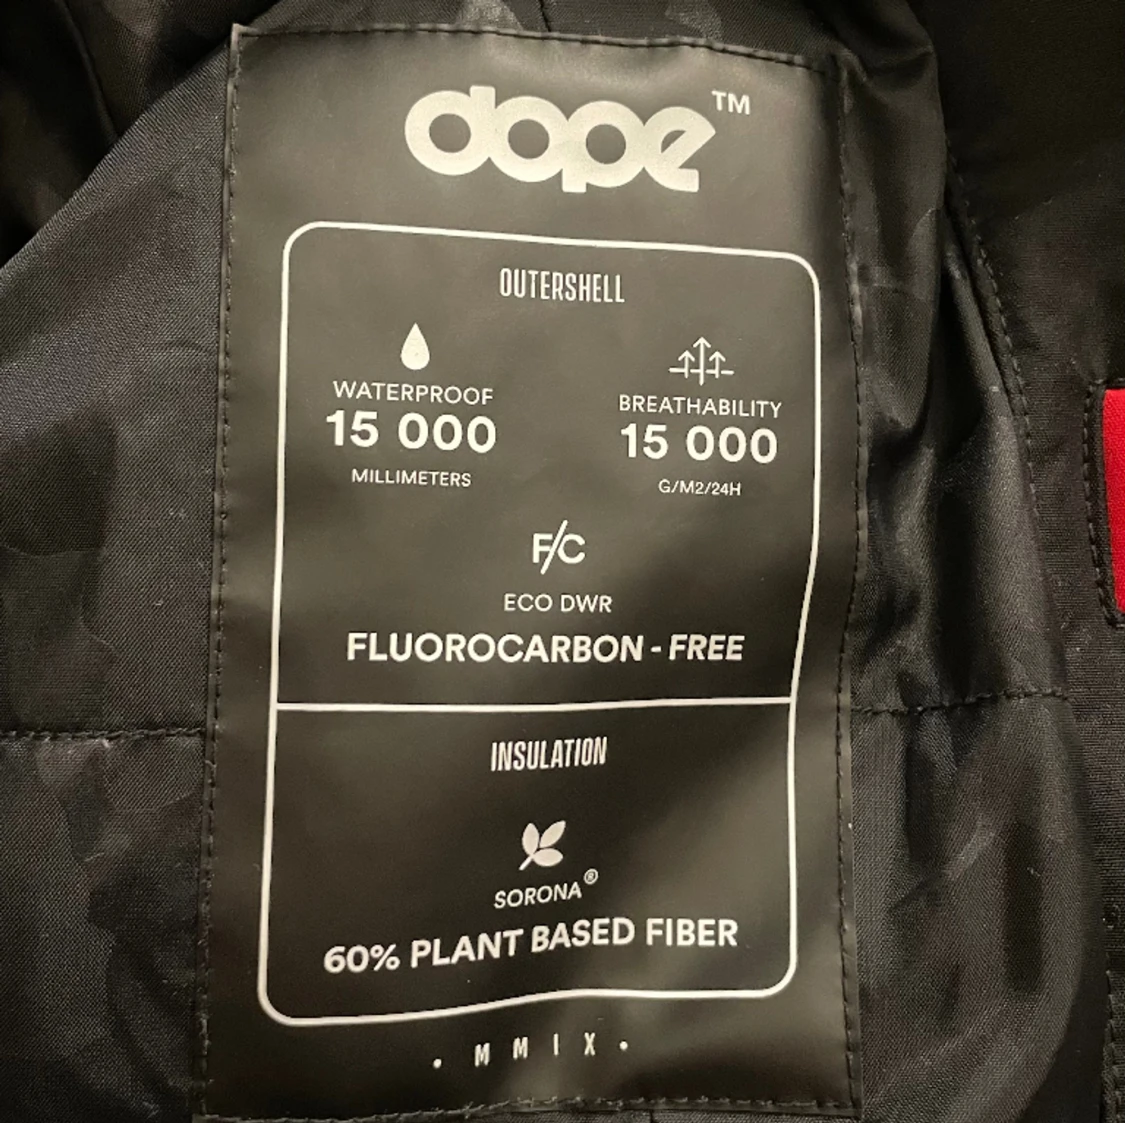 dope™
OUTERSHELL
WATERPROOF
15 000
MILLIMETERS
BREATHABILITY
15 000
G/M2/24H
F/C
ECO DWR
FLUOROCARBON - FREE
INSULATION
SORONA®
60% PLANT BASED FIBER
· M M I X ·